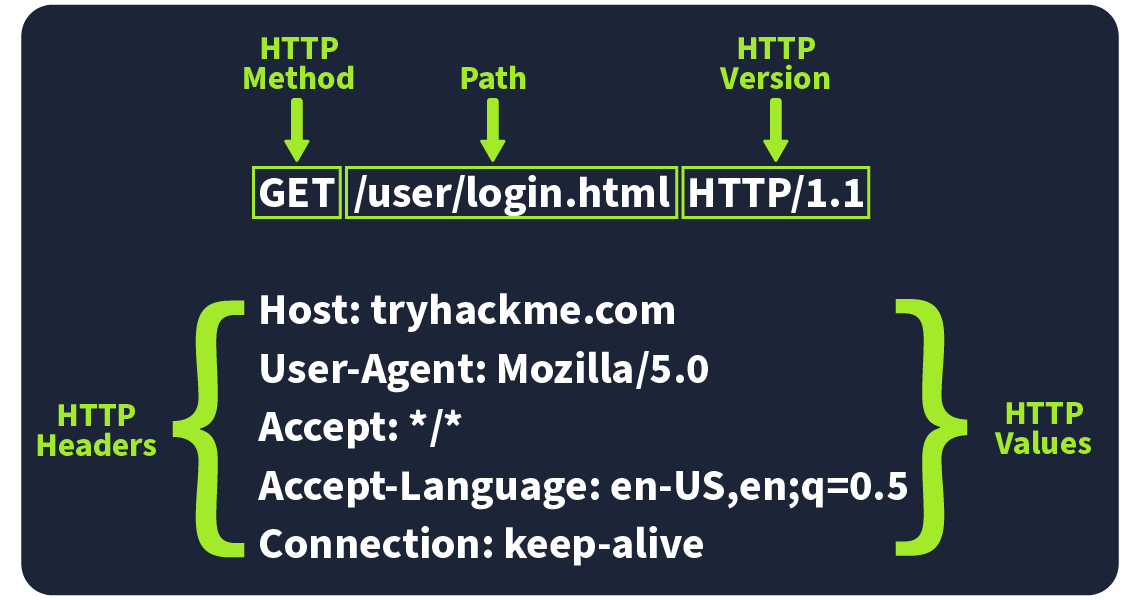 HTTP
Method
Path
HTTP
Version
GET /user/login.html HTTP/1.1
Host: tryhackme.com
User-Agent: Mozilla/5.0
Accept: */*
Accept-Language: en-US,en;q=0.5
Connection: keep-alive
HTTP
Headers
HTTP
Values